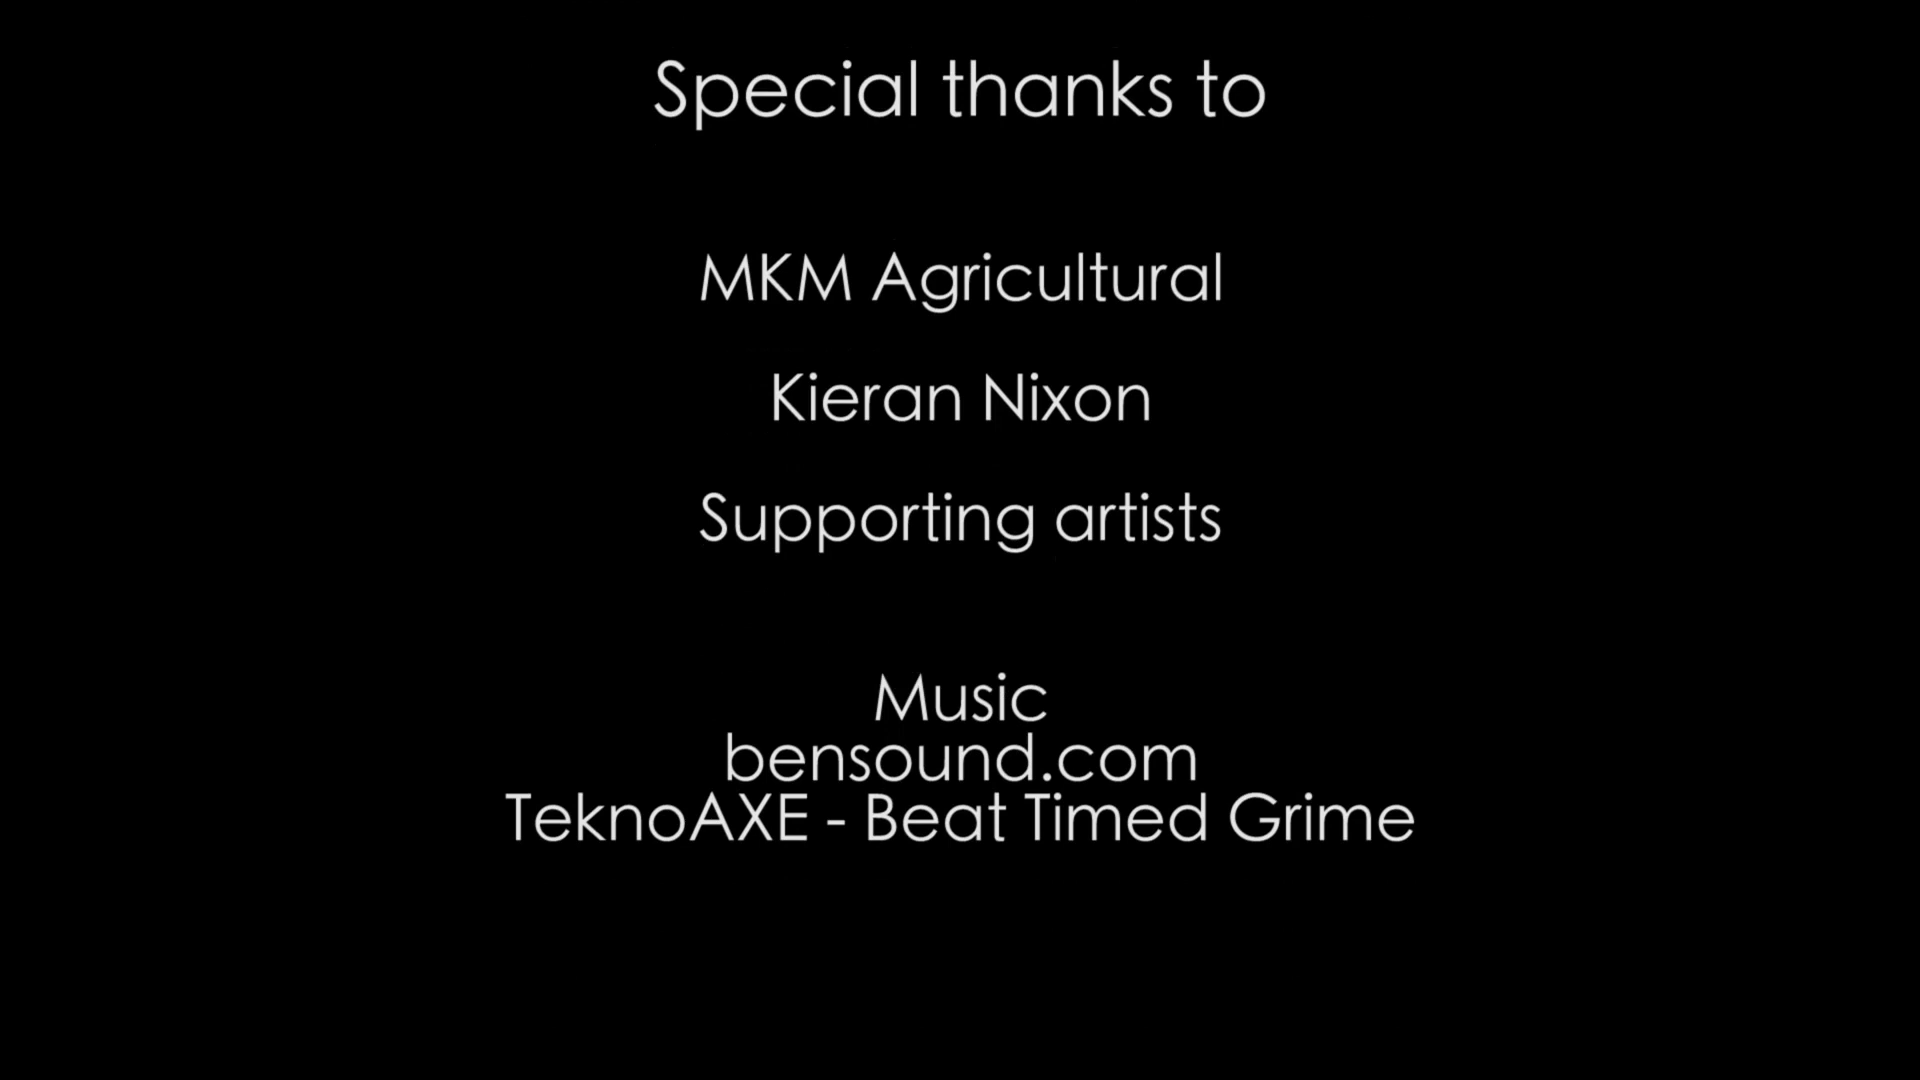 Special thanks to
MKM Agricultural
Kieran Nixon
Supporting artists
Music
bensound.com
TeknoAXE - Beat Timed Grime